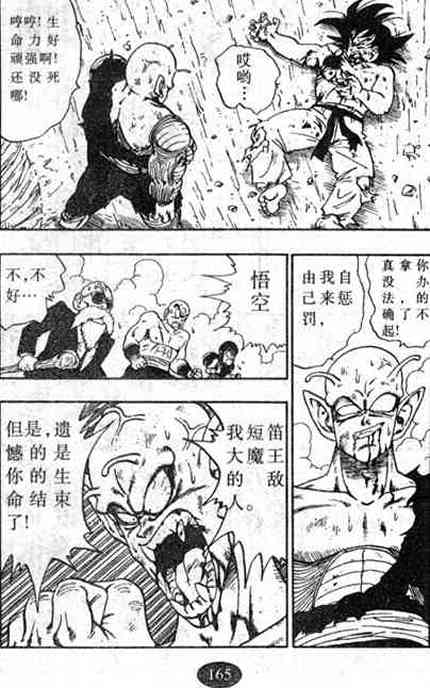 哎哟…
哼哼!生
命力好
顽强啊!
还没死
哪!
真拿你
没办
法,的
确了不
起!
由我自
己来惩
罚,
悟空
不,不
好…
我短笛
大魔王
的敌
人。
但是,遗
憾的是
你的生
命结束
了!
165